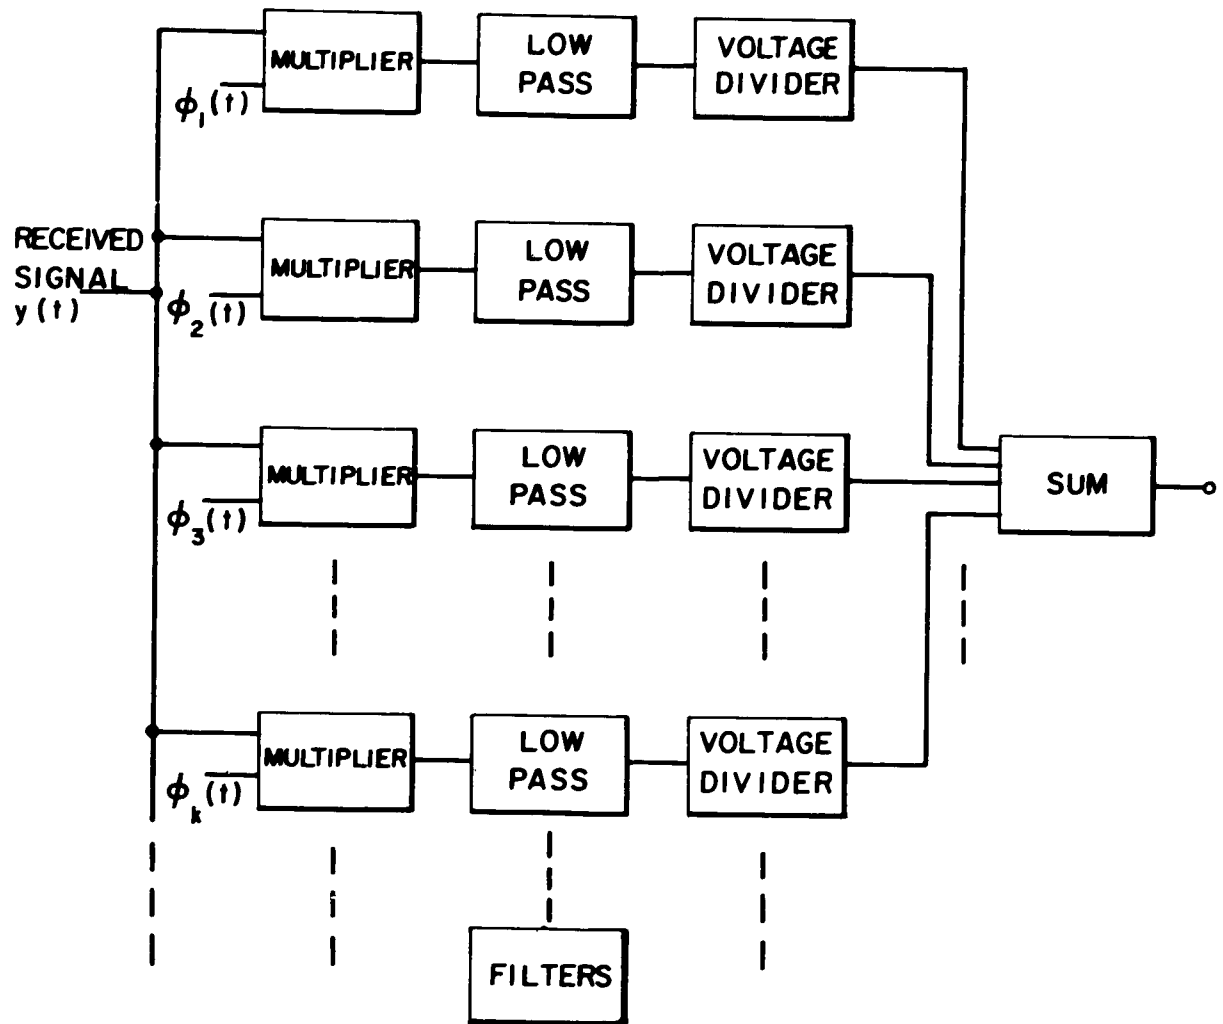 MULTIPLIER
LOW
PASS
VOLTAGE
DIVIDER
ϕ₁(t)
RECEIVED
SIGNAL
y(t)
MULTIPLIER
LOW
PASS
VOLTAGE
DIVIDER
ϕ₂(t)
MULTIPLIER
LOW
PASS
VOLTAGE
DIVIDER
ϕ₃(t)
SUM
MULTIPLIER
LOW
PASS
VOLTAGE
DIVIDER
ϕₖ(t)
FILTERS